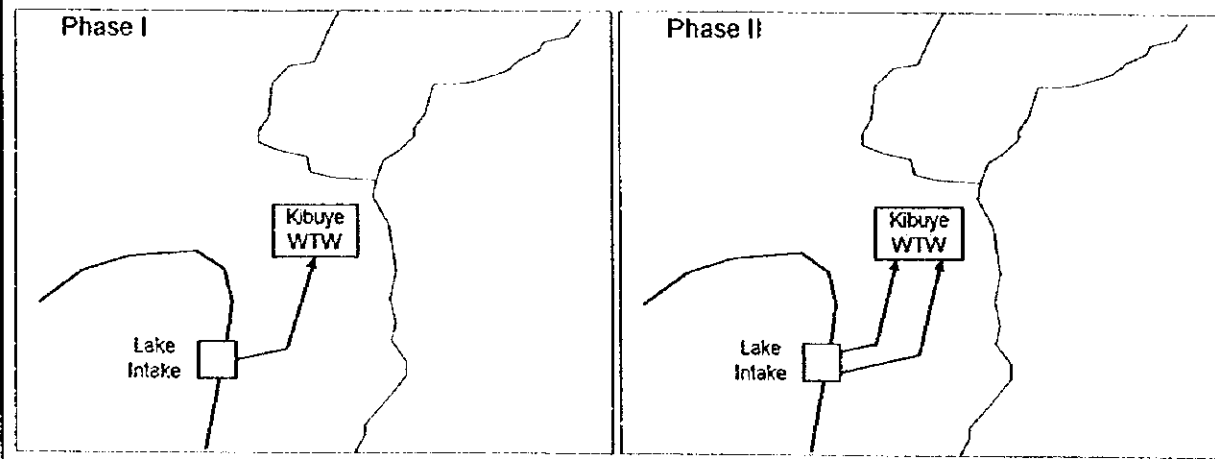 Phase I
Kibuye
WTW
Lake
Intake
Phase II
Kibuye
WTW
Lake
Intake